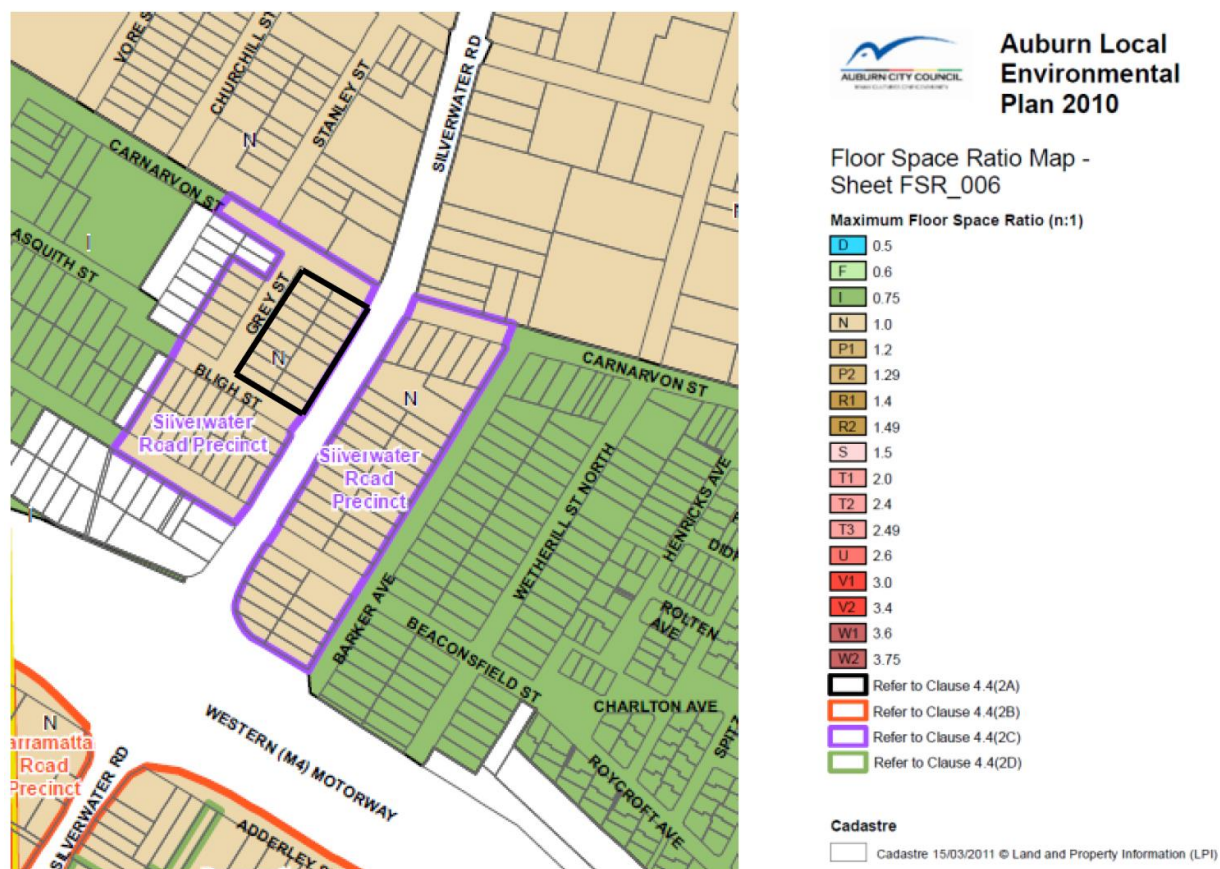 VORE S
CHURCHILL ST
STANLEY ST
SILVERWATER RD
N
CARNARVON ST
I
ASQUITH ST
GREY ST
N
BLIGH ST
N
CARNARVON ST
Silverwater
Road Precinct
Silverwater
Road
Precinct
WETHERILL ST NORTH
HENRICKS AVE
DIDR
ROLTEN
AVE
BARKER AVE
BEACONSFIELD ST
CHARLTON AVE
SPITZ
ROYCROFT AVE
WESTERN (M4) MOTORWAY
N
arramatta
Road
Precinct
SILVERWATER RD
ADDERLEY S
AUBURN CITY COUNCIL
Auburn Local
Environmental
Plan 2010
Floor Space Ratio Map -
Sheet FSR_006
Maximum Floor Space Ratio (n:1)
D 0.5
F 0.6
I 0.75
N 1.0
P1 1.2
P2 1.29
R1 1.4
R2 1.49
S 1.5
T1 2.0
T2 2.4
T3 2.49
U 2.6
V1 3.0
V2 3.4
W1 3.6
W2 3.75
Refer to Clause 4.4(2A)
Refer to Clause 4.4(2B)
Refer to Clause 4.4(2C)
Refer to Clause 4.4(2D)
Cadastre
Cadastre 15/03/2011 © Land and Property Information (LPI)